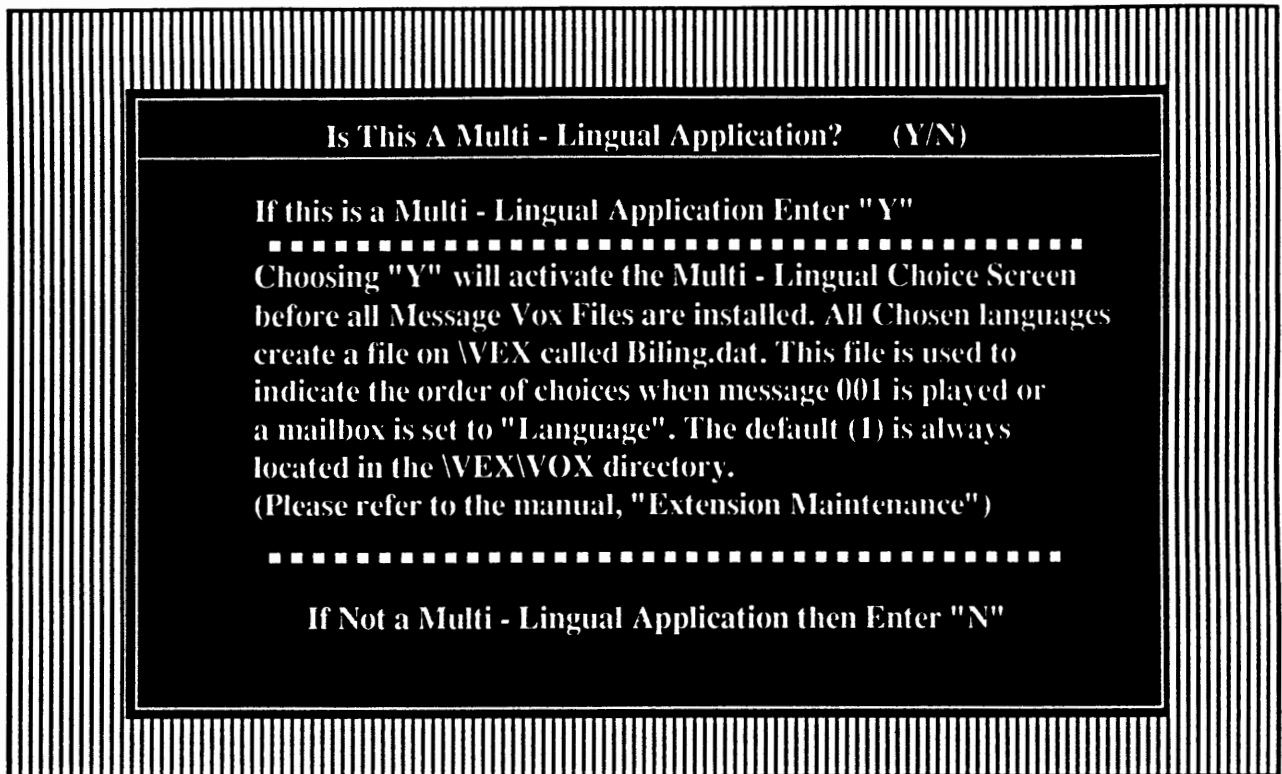 Is This A Multi - Lingual Application? (Y/N)
If this is a Multi - Lingual Application Enter "Y"
Choosing "Y" will activate the Multi - Lingual Choice Screen
before all Message Vox Files are installed. All Chosen languages
create a file on \VEX called Biling.dat. This file is used to
indicate the order of choices when message 001 is played or
a mailbox is set to "Language". The default (1) is always
located in the \VEX\VOX directory.
(Please refer to the manual, "Extension Maintenance")
If Not a Multi - Lingual Application then Enter "N"